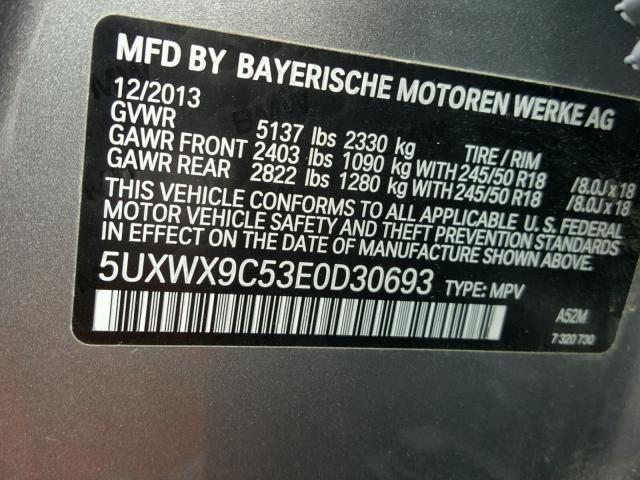 MFD BY BAYERISCHE MOTOREN WERKE AG
12/2013
GVWR 5137 lbs 2330 kg TIRE / RIM
GAWR FRONT 2403 lbs 1090 kg WITH 245/50 R18 /8.0J x 18
GAWR REAR 2822 lbs 1280 kg WITH 245/50 R18 /8.0J x 18
THIS VEHICLE CONFORMS TO ALL APPLICABLE U.S. FEDERAL
MOTOR VEHICLE SAFETY AND THEFT PREVENTION STANDARDS
IN EFFECT ON THE DATE OF MANUFACTURE SHOWN ABOVE.
5UXWX9C53E0D30693 TYPE: MPV
A52M
7 320 730